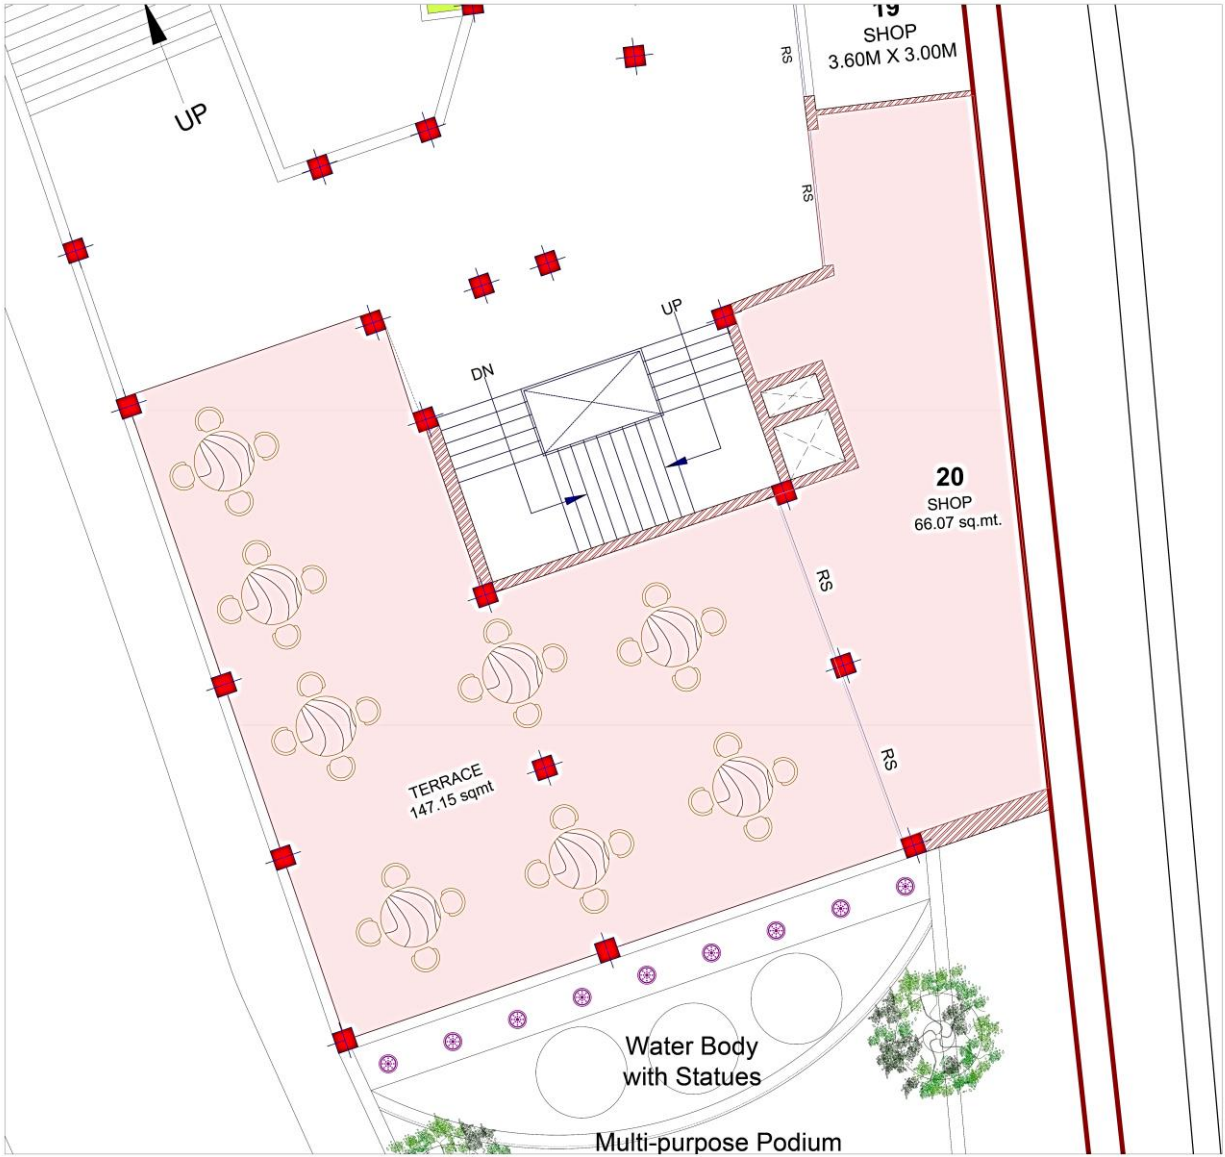 19
SHOP
3.60M X 3.00M
RS
UP
RS
UP
DN
20
SHOP
66.07 sq.mt.
RS
RS
TERRACE
147.15 sqmt
Water Body
with Statues
Multi-purpose Podium